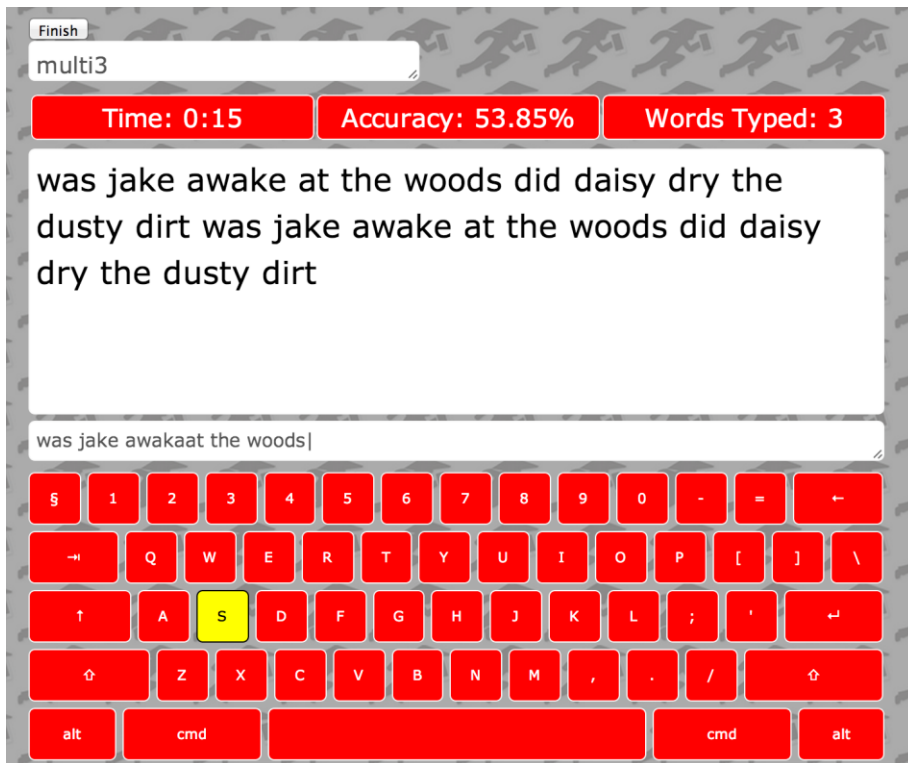 Finish
multi3
Time: 0:15 Accuracy: 53.85% Words Typed: 3
was jake awake at the woods did daisy dry the
dusty dirt was jake awake at the woods did daisy
dry the dusty dirt
was jake awakaat the woods|
§ 1 2 3 4 5 6 7 8 9 0 - = ←
⇥ Q W E R T Y U I O P [ ] \
↑ A S D F G H J K L ; ' ↵
⇧ Z X C V B N M , . / ⇧
alt cmd cmd alt